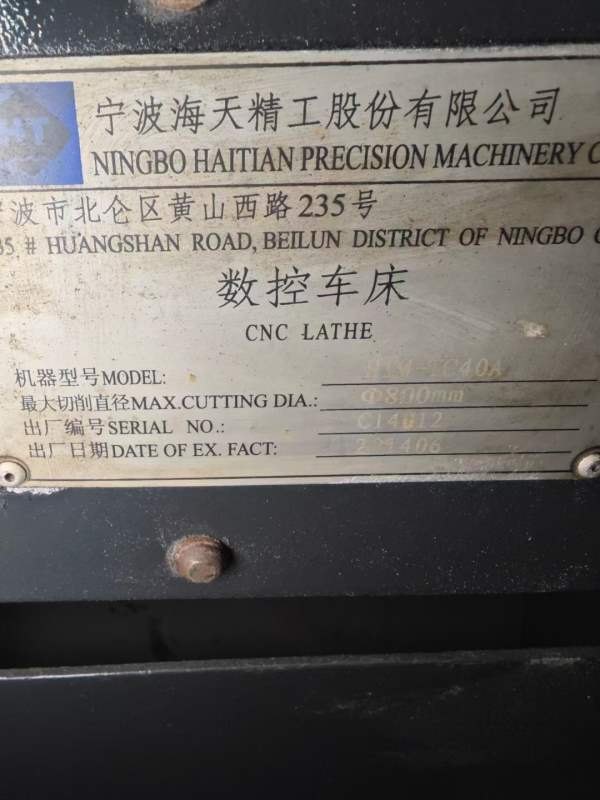 宁波海天精工股份有限公司
NINGBO HAITIAN PRECISION MACHINERY C
波市北仑区黄山西路235号
# HUANGSHAN ROAD, BEILUN DISTRICT OF NINGBO
数控车床
CNC LATHE
机器型号MODEL: HTM-TC40A
最大切削直径MAX.CUTTING DIA.: Φ800mm
出厂编号SERIAL NO.:
出厂日期DATE OF EX. FACT: 201406